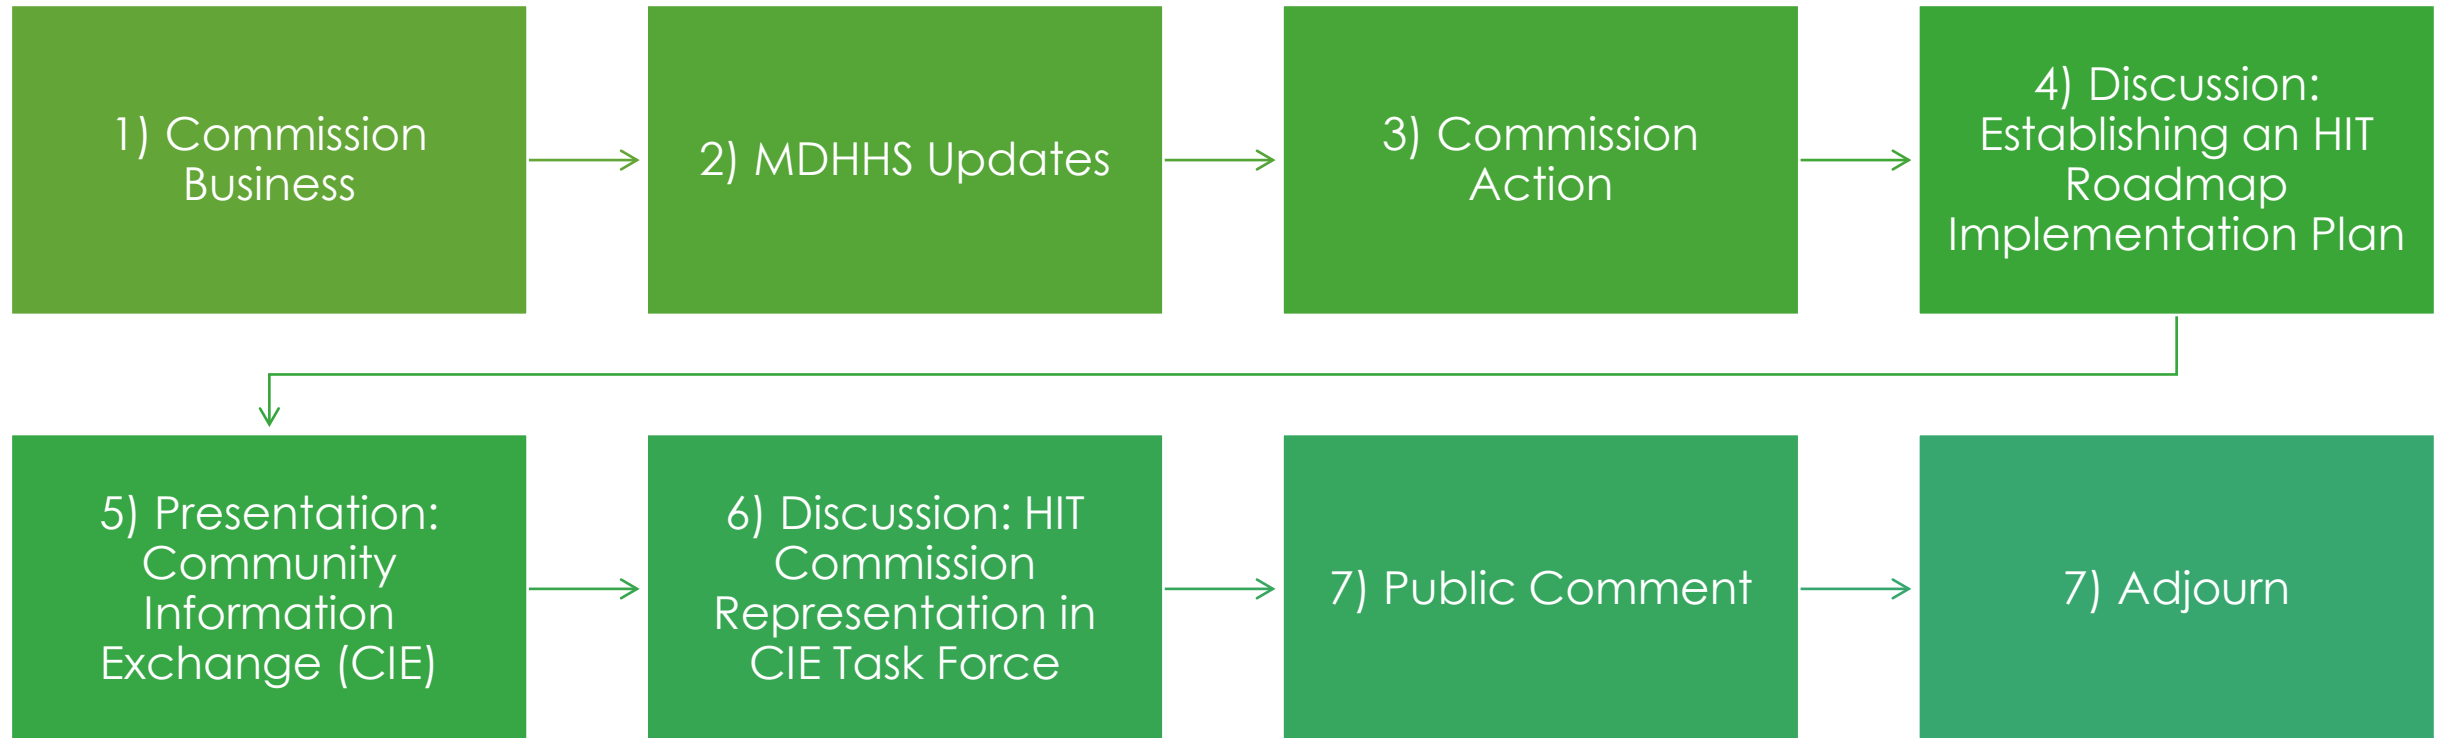 1) Commission
Business
2) MDHHS Updates
3) Commission
Action
4) Discussion:
Establishing an HIT
Roadmap
Implementation Plan
5) Presentation:
Community
Information
Exchange (CIE)
6) Discussion: HIT
Commission
Representation in
CIE Task Force
7) Public Comment
7) Adjourn